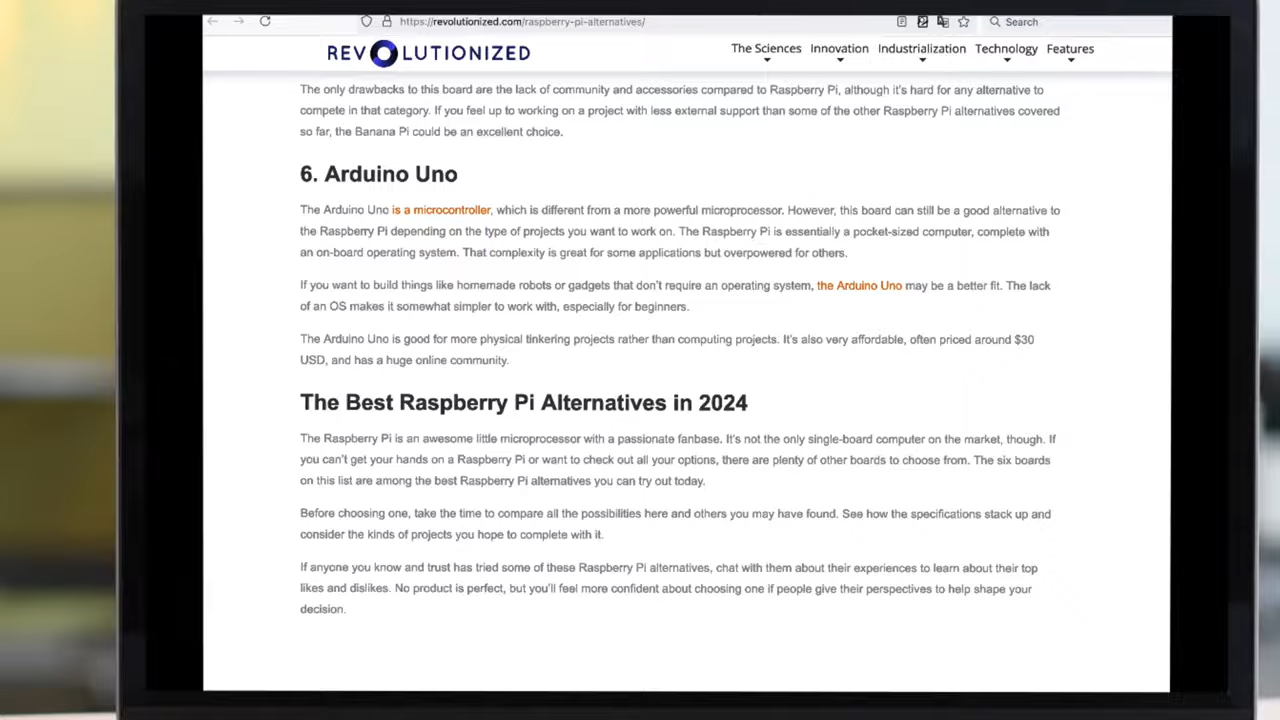 https://revolutionized.com/raspberry-pi-alternatives/
Search
REVOLUTIONIZED
The Sciences Innovation Industrialization Technology Features
The only drawbacks to this board are the lack of community and accessories compared to Raspberry Pi, although it's hard for any alternative to
compete in that category. If you feel up to working on a project with less external support than some of the other Raspberry Pi alternatives covered
so far, the Banana Pi could be an excellent choice.
6. Arduino Uno
The Arduino Uno is a microcontroller, which is different from a more powerful microprocessor. However, this board can still be a good alternative to
the Raspberry Pi depending on the type of projects you want to work on. The Raspberry Pi is essentially a pocket-sized computer, complete with
an on-board operating system. That complexity is great for some applications but overpowered for others.
If you want to build things like homemade robots or gadgets that don't require an operating system, the Arduino Uno may be a better fit. The lack
of an OS makes it somewhat simpler to work with, especially for beginners.
The Arduino Uno is good for more physical tinkering projects rather than computing projects. It's also very affordable, often priced around $30
USD, and has a huge online community.
The Best Raspberry Pi Alternatives in 2024
The Raspberry Pi is an awesome little microprocessor with a passionate fanbase. It's not the only single-board computer on the market, though. If
you can't get your hands on a Raspberry Pi or want to check out all your options, there are plenty of other boards to choose from. The six boards
on this list are among the best Raspberry Pi alternatives you can try out today.
Before choosing one, take the time to compare all the possibilities here and others you may have found. See how the specifications stack up and
consider the kinds of projects you hope to complete with it.
If anyone you know and trust has tried some of these Raspberry Pi alternatives, chat with them about their experiences to learn about their top
likes and dislikes. No product is perfect, but you'll feel more confident about choosing one if people give their perspectives to help shape your
decision.